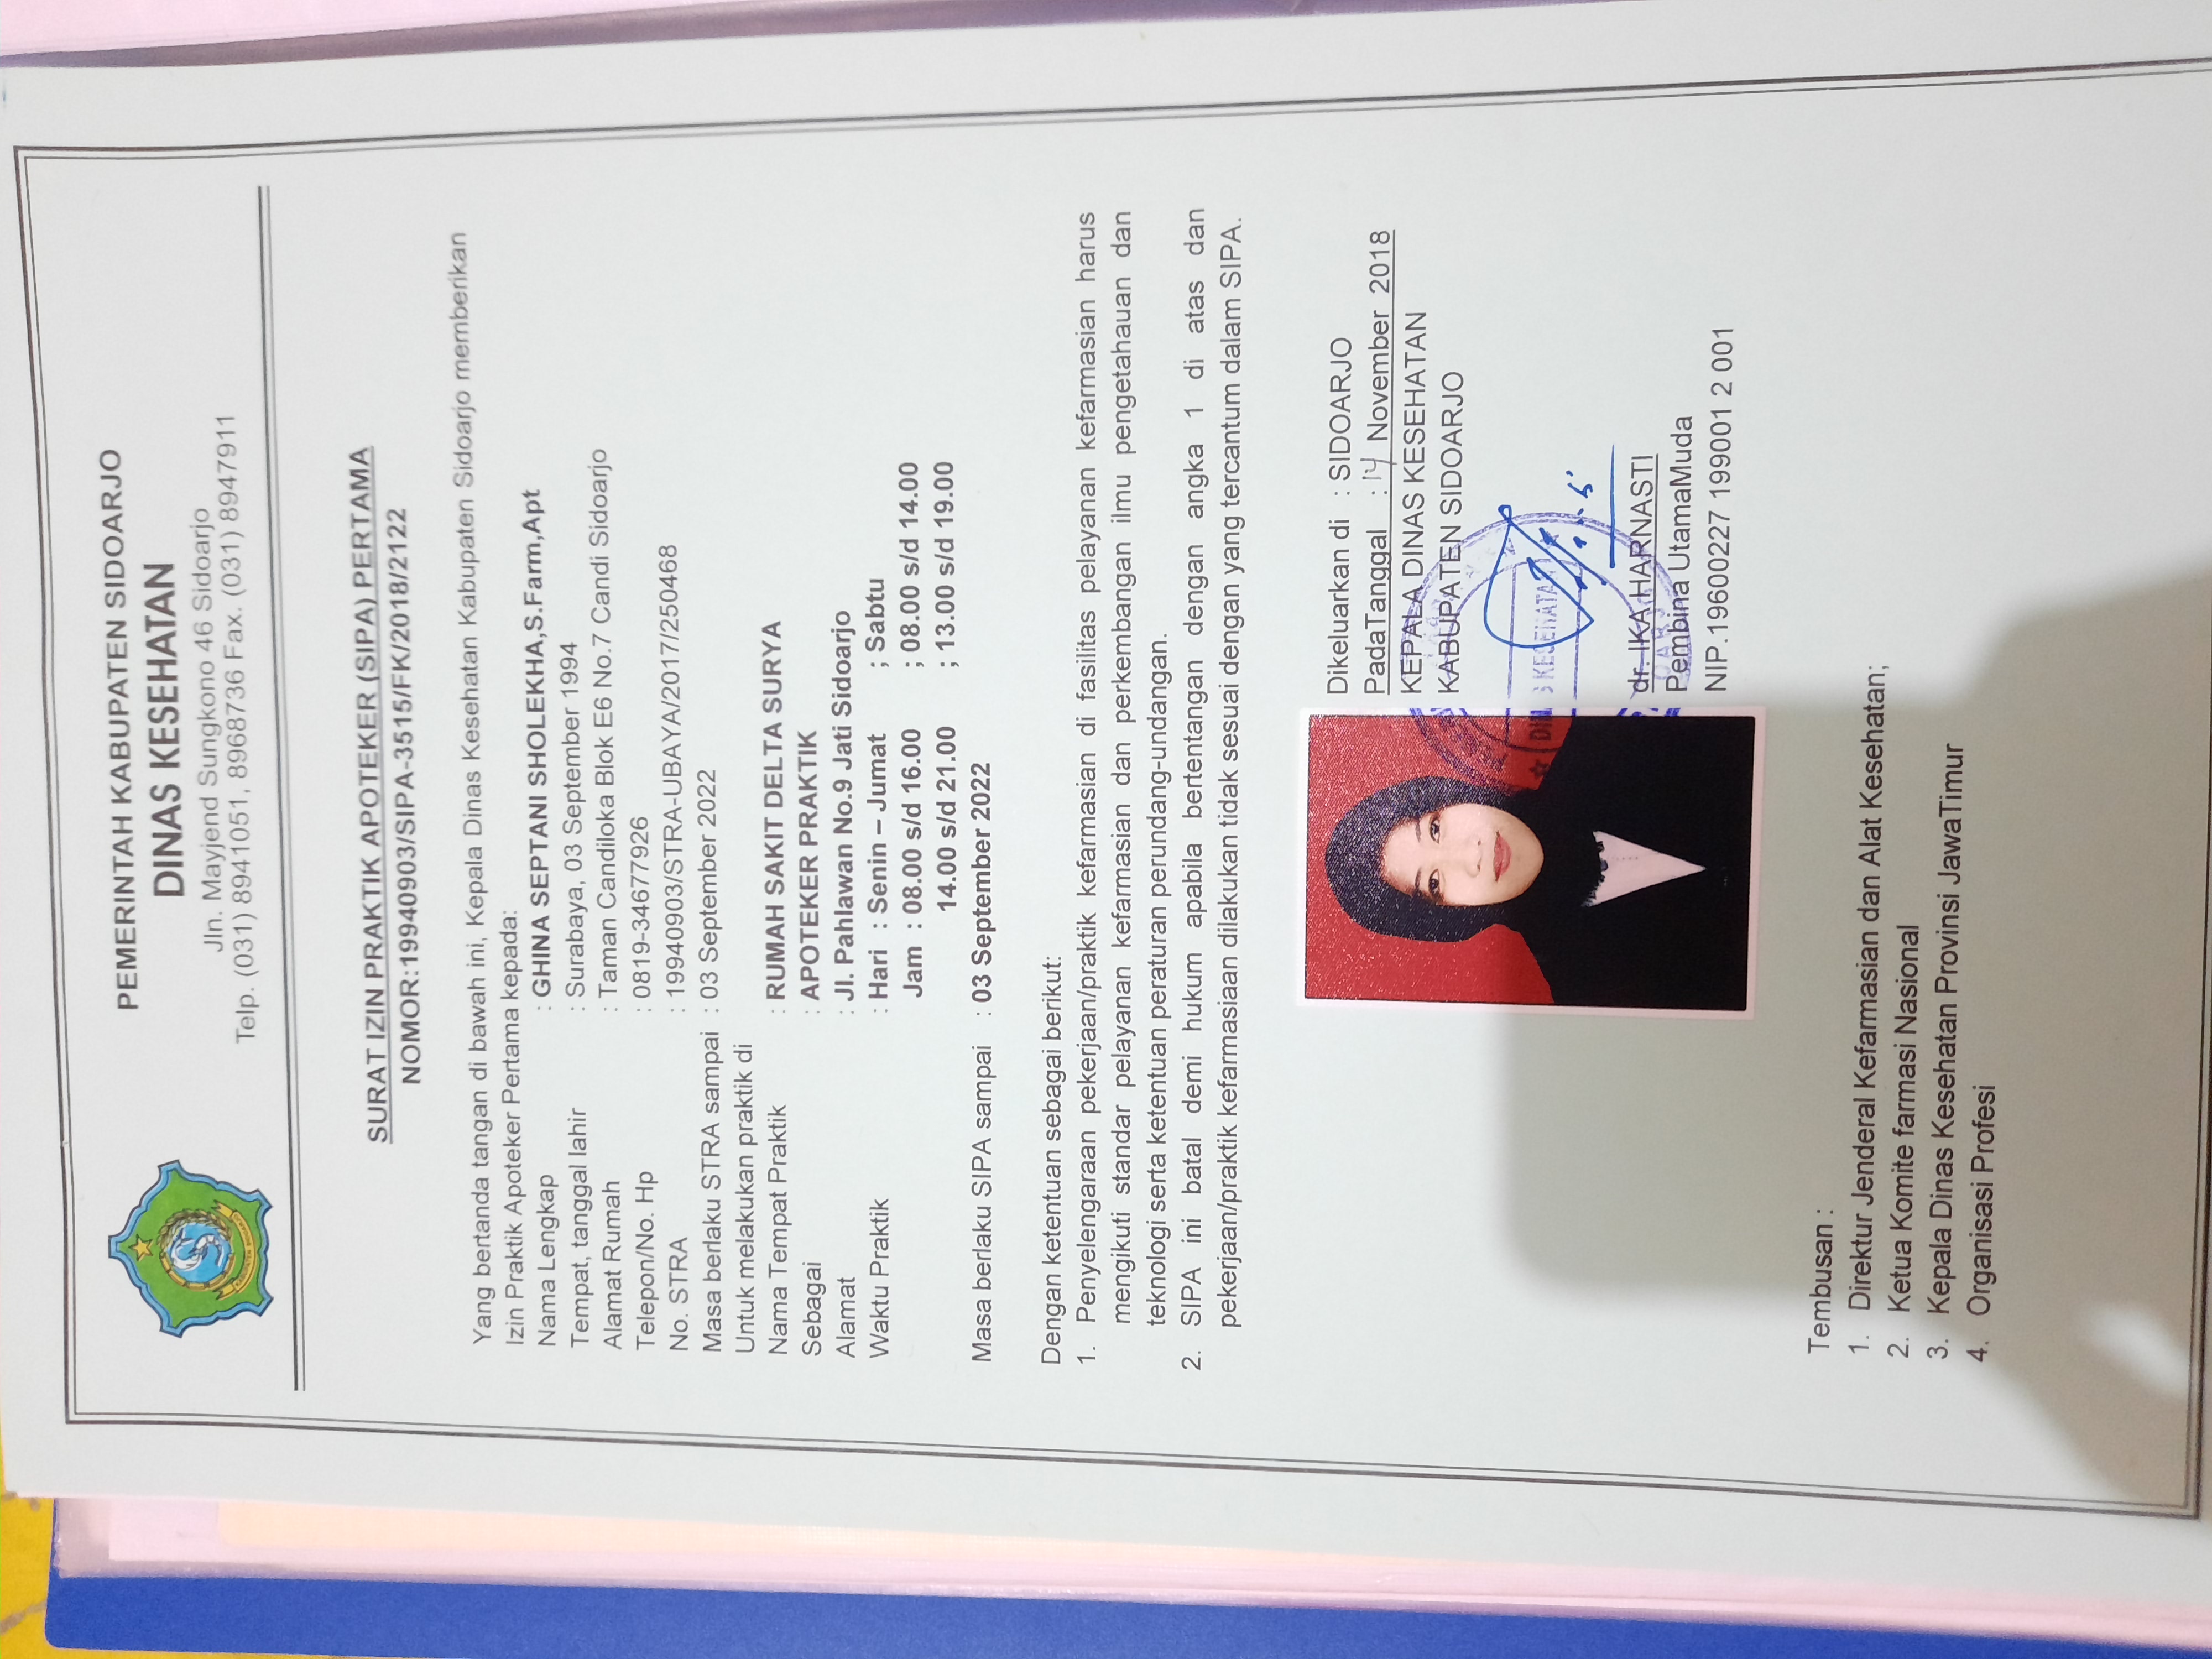 PEMERINTAH KABUPATEN SIDOARJO
DINAS KESEHATAN
Jln. Mayjend Sungkono 46 Sidoarjo
Telp. (031) 8941051, 8968736 Fax. (031) 8947911
KABUPATEN SIDOARJO
SURAT IZIN PRAKTIK APOTEKER (SIPA) PERTAMA
NOMOR:19940903/SIPA-3515/FK/2018/2122
Yang bertanda tangan di bawah ini, Kepala Dinas Kesehatan Kabupaten Sidoarjo memberikan
Izin Praktik Apoteker Pertama kepada:
Nama Lengkap : GHINA SEPTANI SHOLEKHA,S.Farm,Apt
Tempat, tanggal lahir : Surabaya, 03 September 1994
Alamat Rumah : Taman Candiloka Blok E6 No.7 Candi Sidoarjo
Telepon/No. Hp : 0819-34677926
No. STRA : 19940903/STRA-UBAYA/2017/250468
Masa berlaku STRA sampai : 03 September 2022
Untuk melakukan praktik di
Nama Tempat Praktik : RUMAH SAKIT DELTA SURYA
Sebagai : APOTEKER PRAKTIK
Alamat : Jl. Pahlawan No.9 Jati Sidoarjo
Waktu Praktik : Hari : Senin – Jumat ; Sabtu
Jam : 08.00 s/d 16.00 ; 08.00 s/d 14.00
14.00 s/d 21.00 ; 13.00 s/d 19.00
Masa berlaku SIPA sampai : 03 September 2022
Dengan ketentuan sebagai berikut:
1. Penyelengaraan pekerjaan/praktik kefarmasian di fasilitas pelayanan kefarmasian harus
mengikuti standar pelayanan kefarmasian dan perkembangan ilmu pengetahauan dan
teknologi serta ketentuan peraturan perundang-undangan.
2. SIPA ini batal demi hukum apabila bertentangan dengan angka 1 di atas dan
pekerjaan/praktik kefarmasiaan dilakukan tidak sesuai dengan yang tercantum dalam SIPA.
Dikeluarkan di : SIDOARJO
PadaTanggal : 14 November 2018
KEPALA DINAS KESEHATAN
KABUPATEN SIDOARJO
DINAS KESEHATAN
dr. IKA HARNASTI
Pembina UtamaMuda
NIP.19600227 199001 2 001
Tembusan :
1. Direktur Jenderal Kefarmasian dan Alat Kesehatan;
2. Ketua Komite farmasi Nasional
3. Kepala Dinas Kesehatan Provinsi JawaTimur
4. Organisasi Profesi